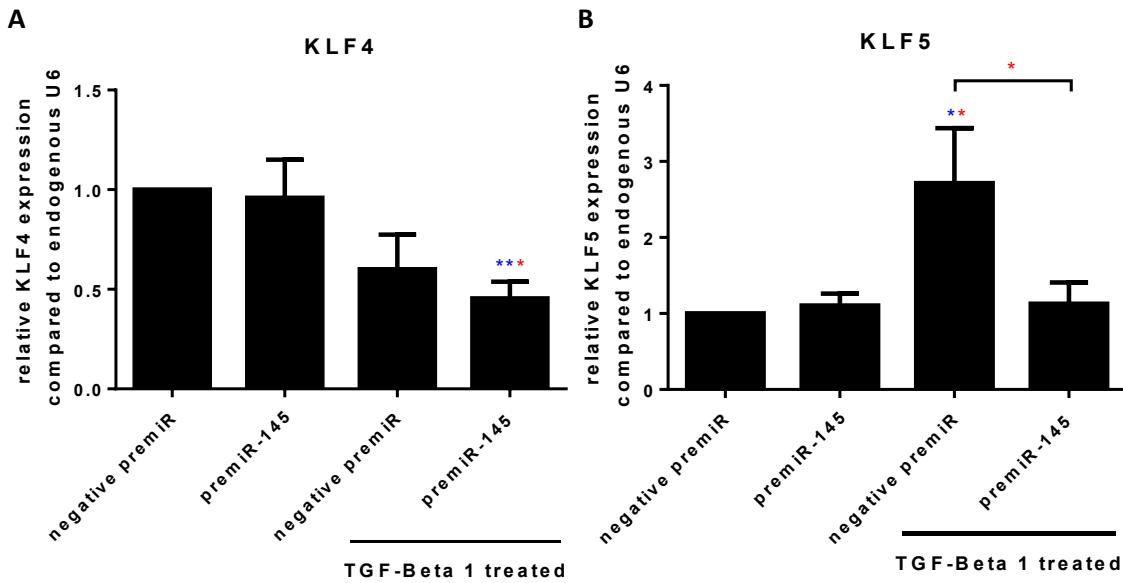 A
KLF4
relative KLF4 expression
compared to endogenous U6
1.5
1.0
0.5
0.0
***
negative premiR
premiR-145
negative premiR
premiR-145
TGF-Beta 1 treated
B
KLF5
relative KLF5 expression
compared to endogenous U6
4
3
2
1
0
*
**
negative premiR
premiR-145
negative premiR
premiR-145
TGF-Beta 1 treated